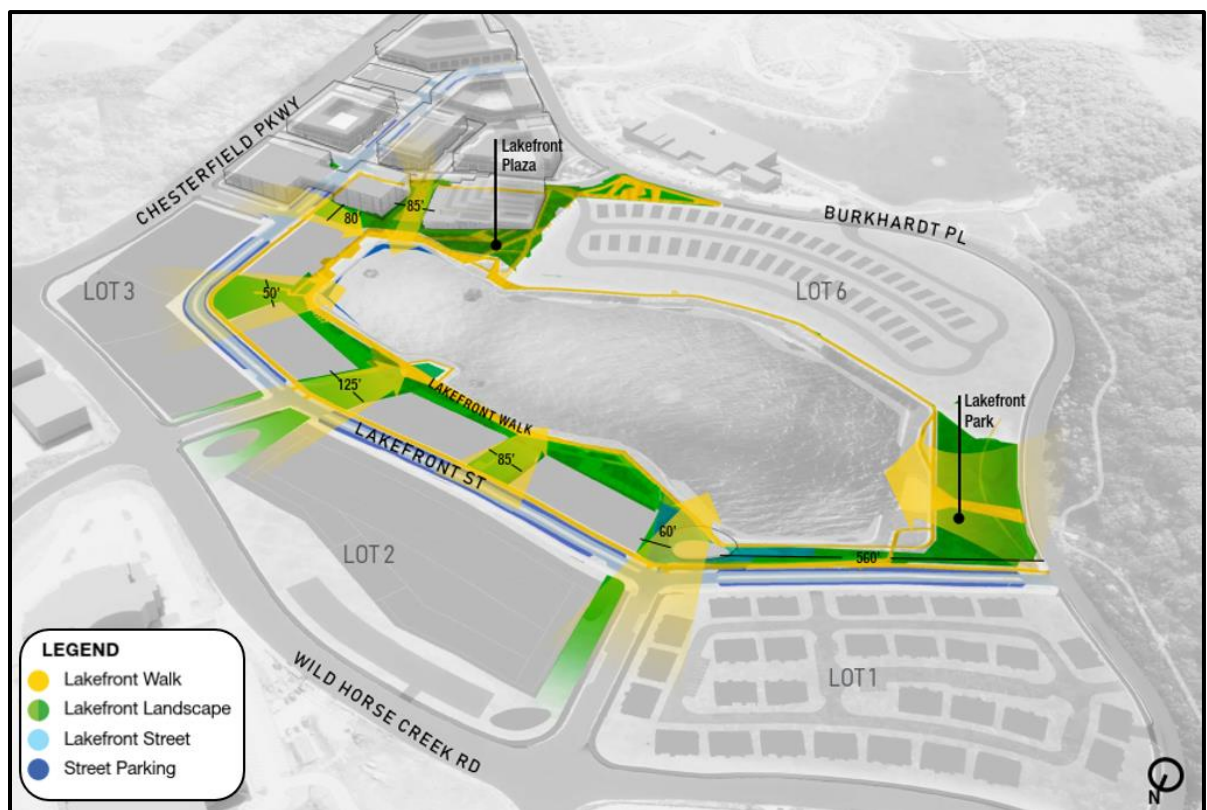 CHESTERFIELD PKWY
Lakefront
Plaza
85'
80'
BURKHARDT PL
LOT 3
50'
LOT 6
125'
LAKEFRONT WALK
Lakefront
Park
LAKEFRONT ST
85'
60'
560'
LOT 2
LOT 1
WILD HORSE CREEK RD
LEGEND
Lakefront Walk
Lakefront Landscape
Lakefront Street
Street Parking
N